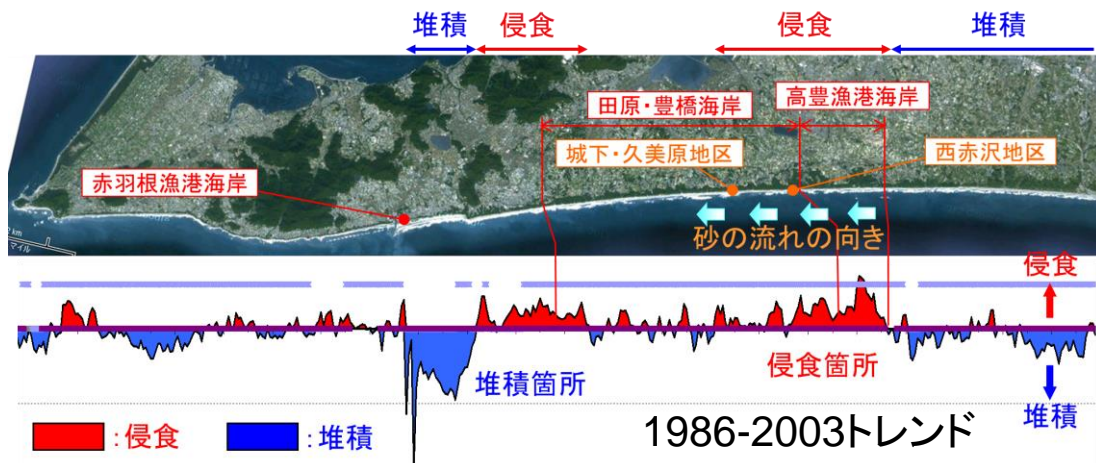 堆積
侵食
侵食
堆積
田原・豊橋海岸
高豊漁港海岸
城下・久美原地区
西赤沢地区
赤羽根漁港海岸
マイル
砂の流れの向き
侵食
堆積箇所
侵食箇所
堆積
:侵食
:堆積
1986-2003トレンド